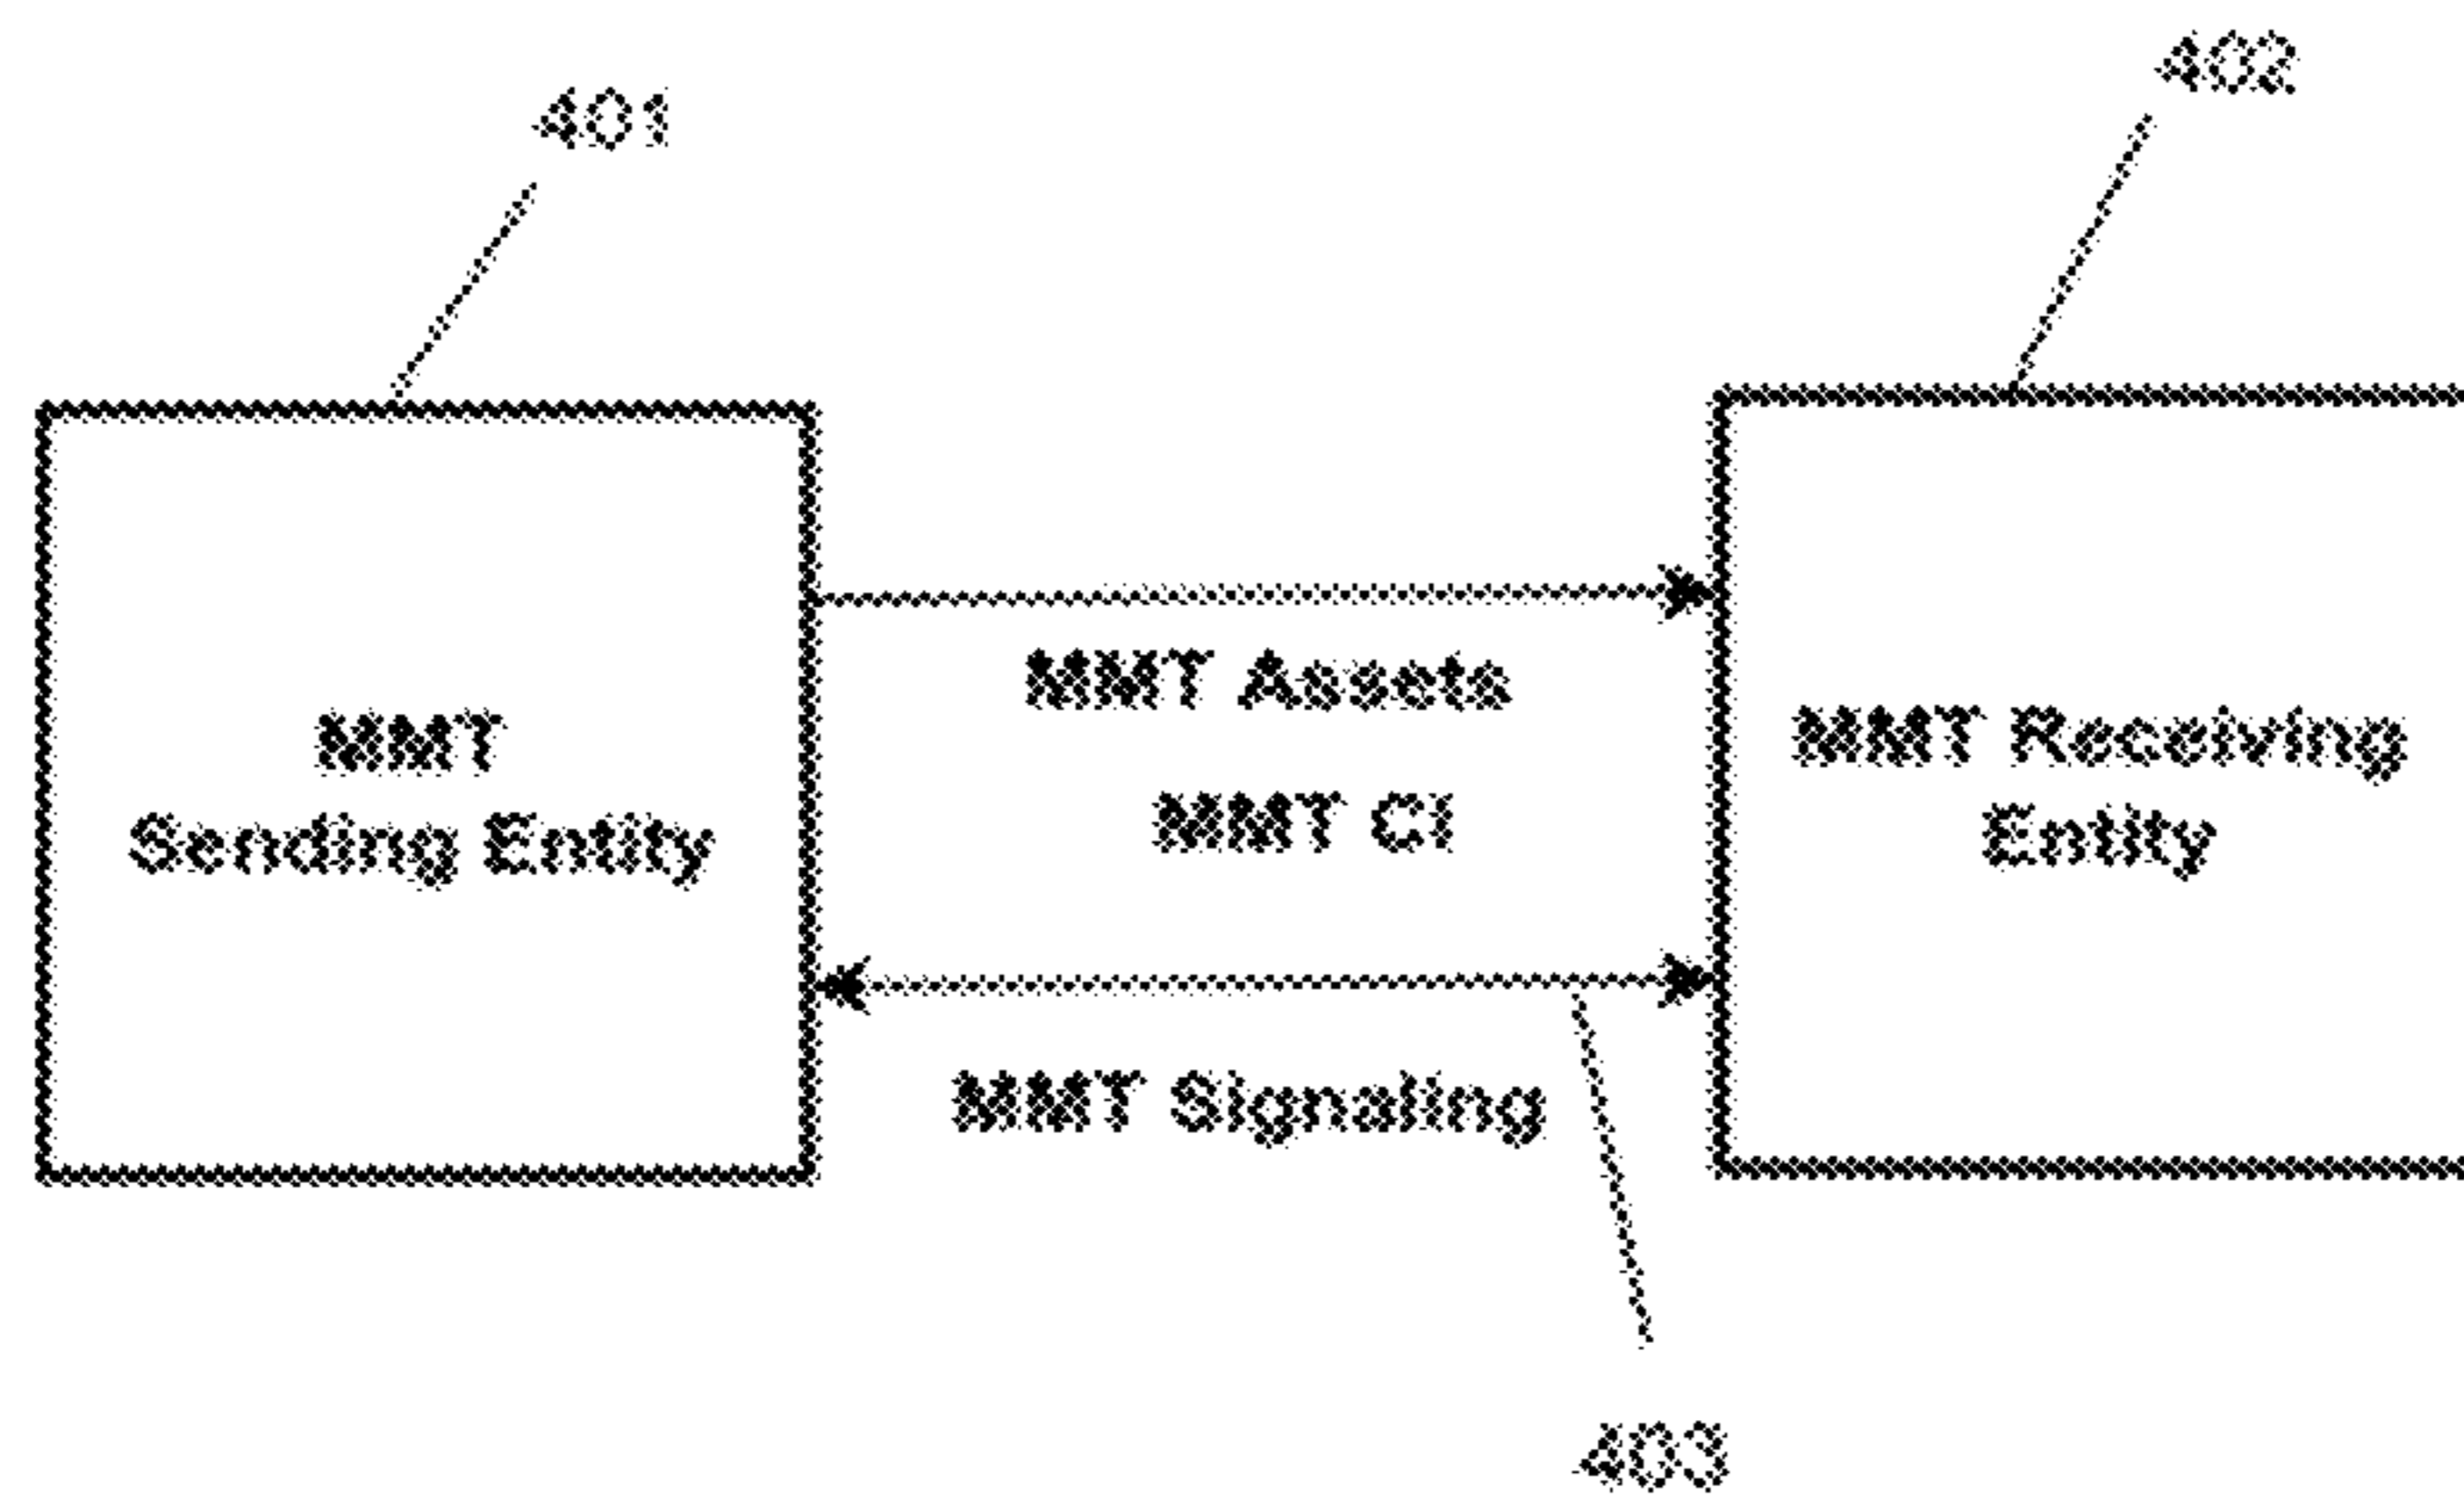 401
402
MMT
Sending Entity
MMT Assets
MMT CI
MMT Signaling
MMT Receiving
Entity
403